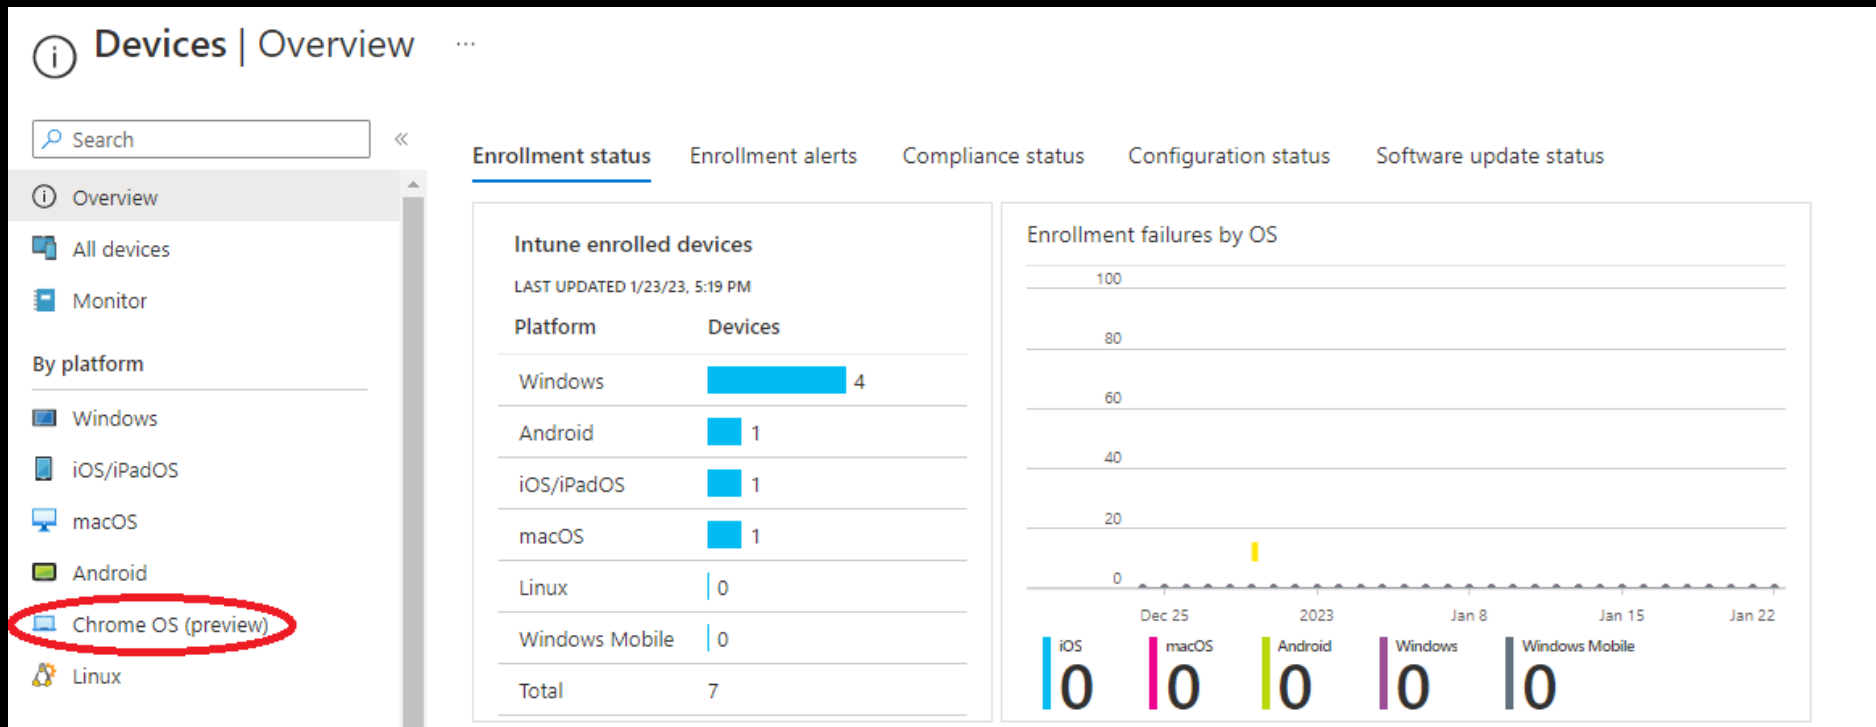 Devices | Overview ...
Search
«
Overview
All devices
Monitor
By platform
Windows
iOS/iPadOS
macOS
Android
Chrome OS (preview)
Linux
Enrollment status Enrollment alerts Compliance status Configuration status Software update status
Intune enrolled devices
LAST UPDATED 1/23/23, 5:19 PM
Platform Devices
Windows 4
Android 1
iOS/iPadOS 1
macOS 1
Linux 0
Windows Mobile 0
Total 7
Enrollment failures by OS
100
80
60
40
20
0
Dec 25 2023 Jan 8 Jan 15 Jan 22
iOS macOS Android Windows Windows Mobile
0 0 0 0 0